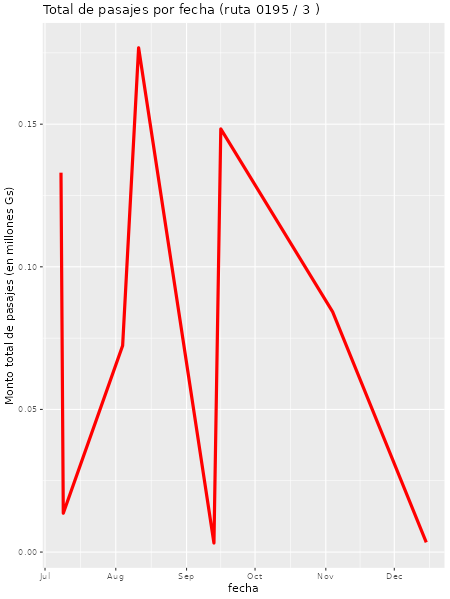 Total de pasajes por fecha (ruta 0195 / 3 )
Monto total de pasajes (en millones Gs)
0.15
0.10
0.05
0.00
Jul Aug Sep Oct Nov Dec
fecha